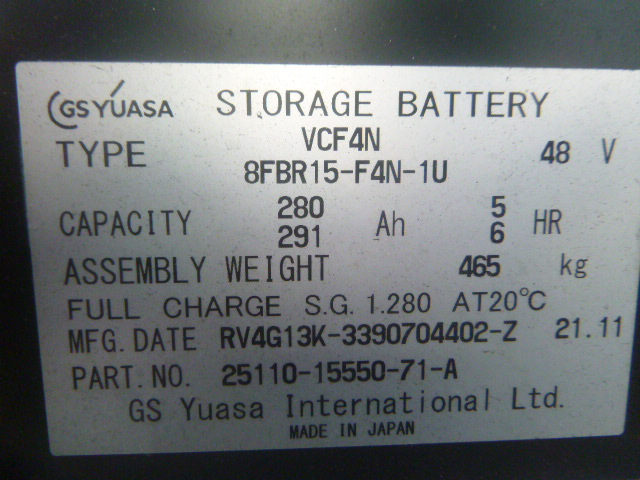 GS YUASA STORAGE BATTERY
TYPE VCF4N 48 V
8FBR15-F4N-1U
CAPACITY 280 Ah 5 HR
291 6
ASSEMBLY WEIGHT 465 kg
FULL CHARGE S.G. 1.280 AT20℃
MFG. DATE RV4G13K-3390704402-Z 21.11
PART.NO. 25110-15550-71-A
GS Yuasa International Ltd.
MADE IN JAPAN